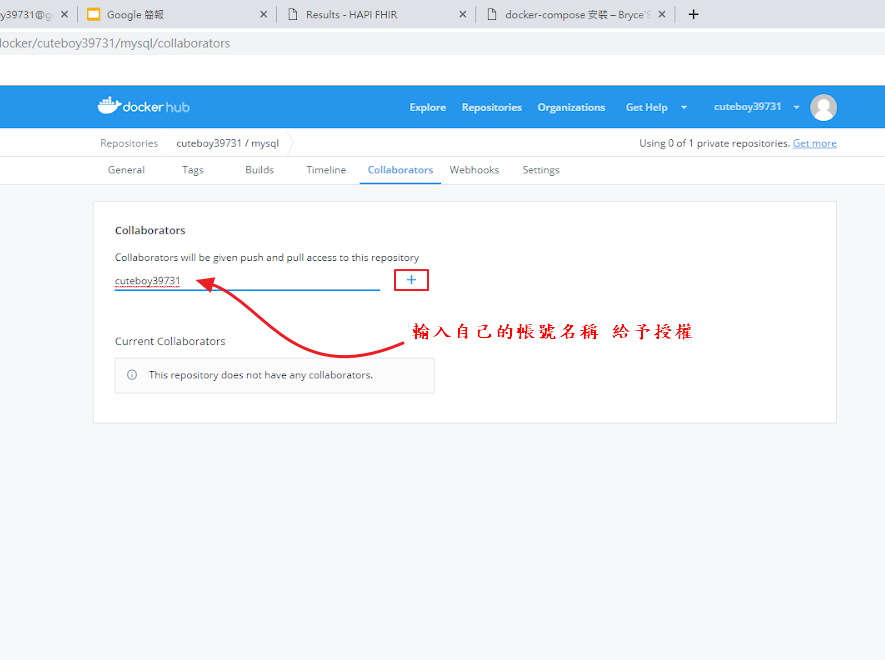 Google 簡報
Results - HAPI FHIR
docker-compose 安裝 – Bryce'S
docker/cuteboy39731/mysql/collaborators
docker hub
Explore Repositories Organizations Get Help cuteboy39731
Repositories cuteboy39731 / mysql
Using 0 of 1 private repositories. Get more
General Tags Builds Timeline Collaborators Webhooks Settings
Collaborators
Collaborators will be given push and pull access to this repository
cuteboy39731
+
輸入自己的帳號名稱 給予授權
Current Collaborators
This repository does not have any collaborators.